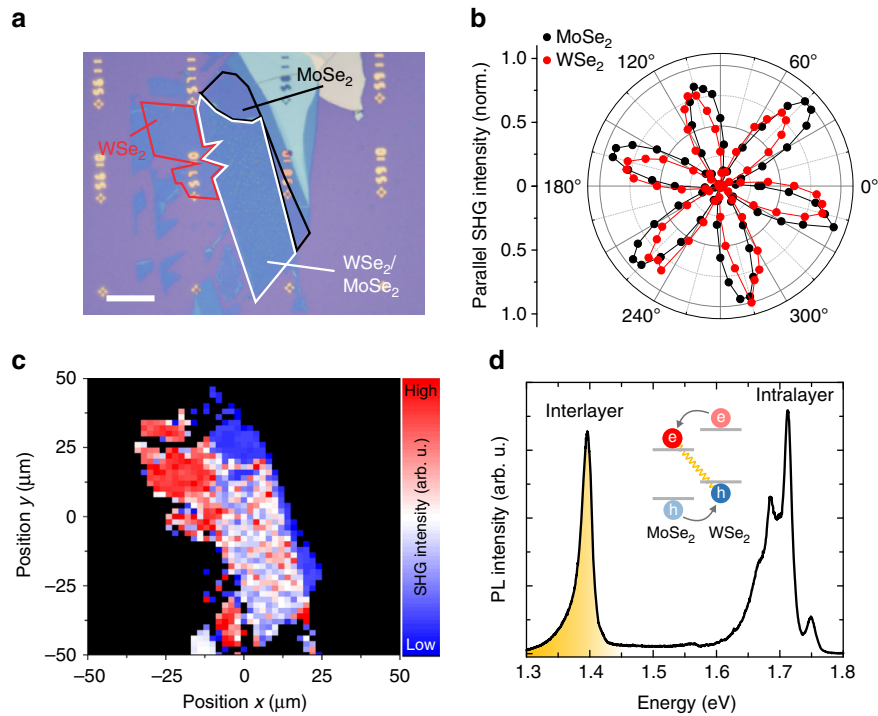 a
MoSe₂
WSe₂
WSe₂/
MoSe₂
b
MoSe₂
WSe₂
Parallel SHG intensity (norm.)
1.0
0.5
0
0.5
1.0
120°
60°
180°
0°
240°
300°
c
50
25
0
−25
−50
Position y (μm)
−50
−25
0
25
50
Position x (μm)
High
SHG intensity (arb. u.)
Low
d
Interlayer
Intralayer
e
e
h
h
MoSe₂
WSe₂
PL intensity (arb. u.)
1.3
1.4
1.5
1.6
1.7
1.8
Energy (eV)